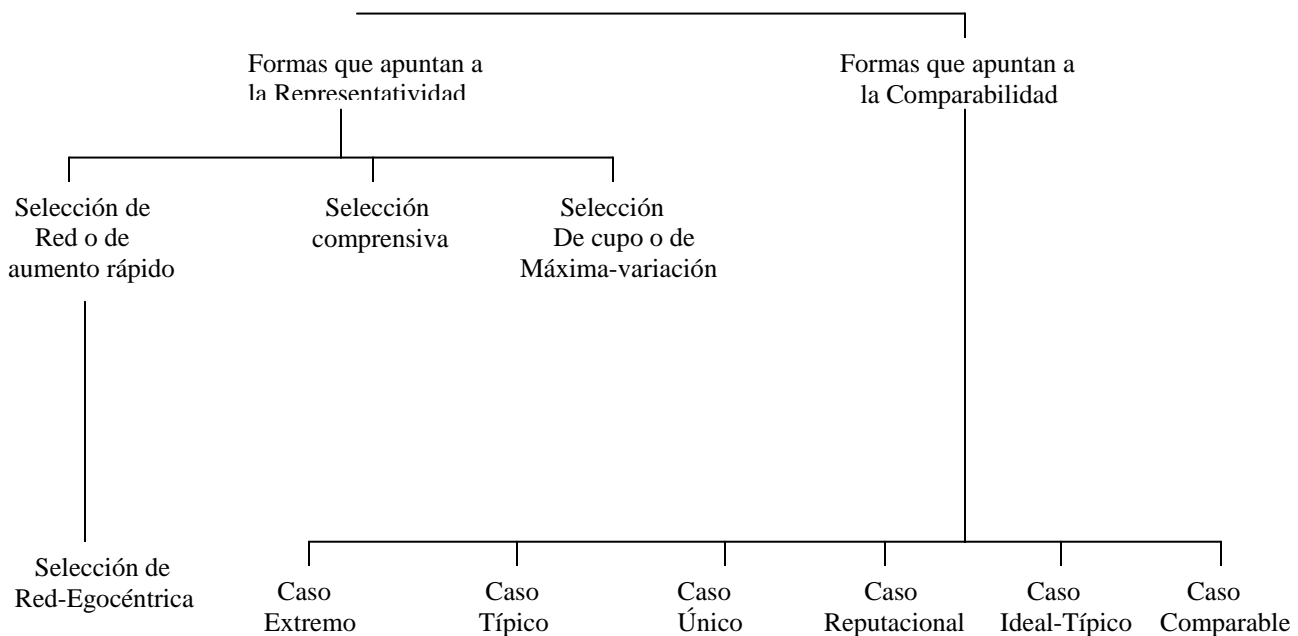 Formas que apuntan a
la Representatividad
Formas que apuntan a
la Comparabilidad
Selección de
Red o de
aumento rápido
Selección
comprensiva
Selección
De cupo o de
Máxima-variación
Selección de
Red-Egocéntrica
Caso
Extremo
Caso
Típico
Caso
Único
Caso
Reputacional
Caso
Ideal-Típico
Caso
Comparable